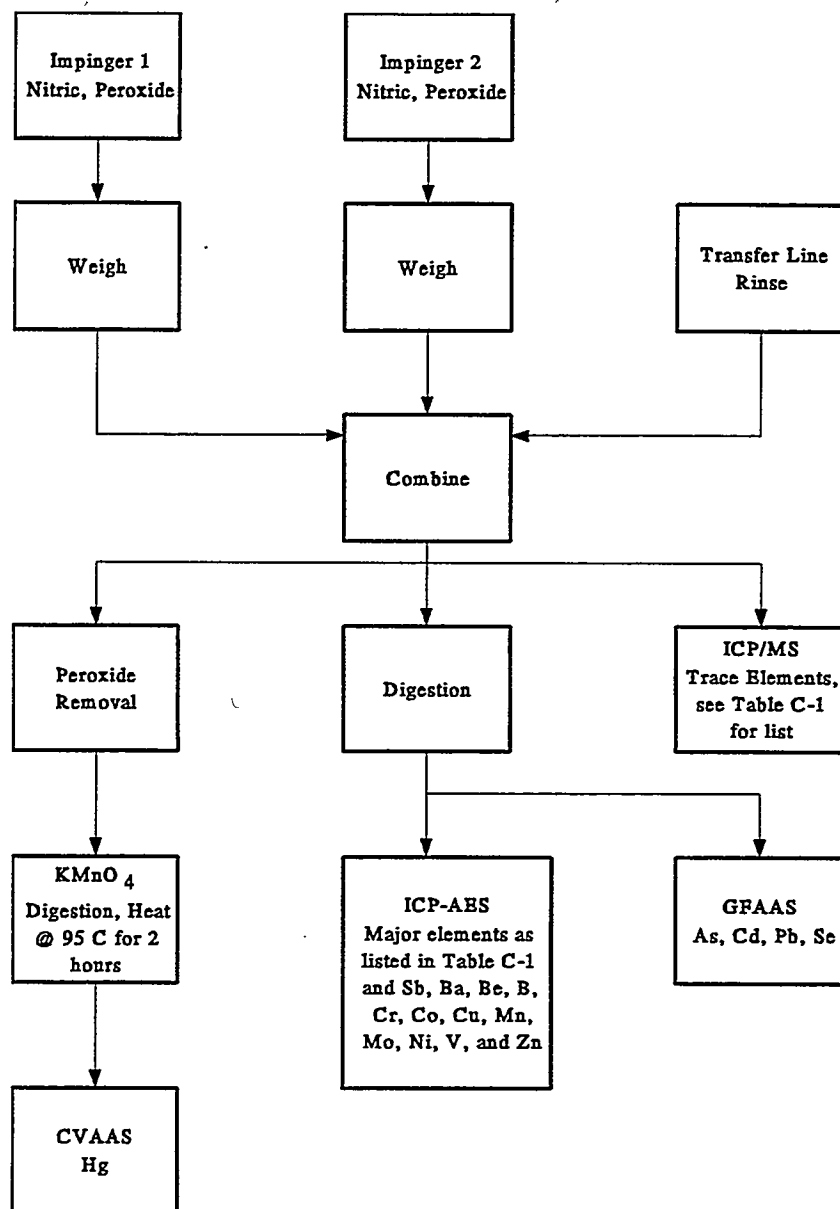 Impinger 1
Nitric, Peroxide
Impinger 2
Nitric, Peroxide
Weigh
Weigh
Transfer Line
Rinse
Combine
Peroxide
Removal
Digestion
ICP/MS
Trace Elements,
see Table C-1
for list
KMnO 4
Digestion, Heat
@ 95 C for 2
hours
ICP-AES
Major elements as
listed in Table C-1
and Sb, Ba, Be, B,
Cr, Co, Cu, Mn,
Mo, Ni, V, and Zn
GFAAS
As, Cd, Pb, Se
CVAAS
Hg